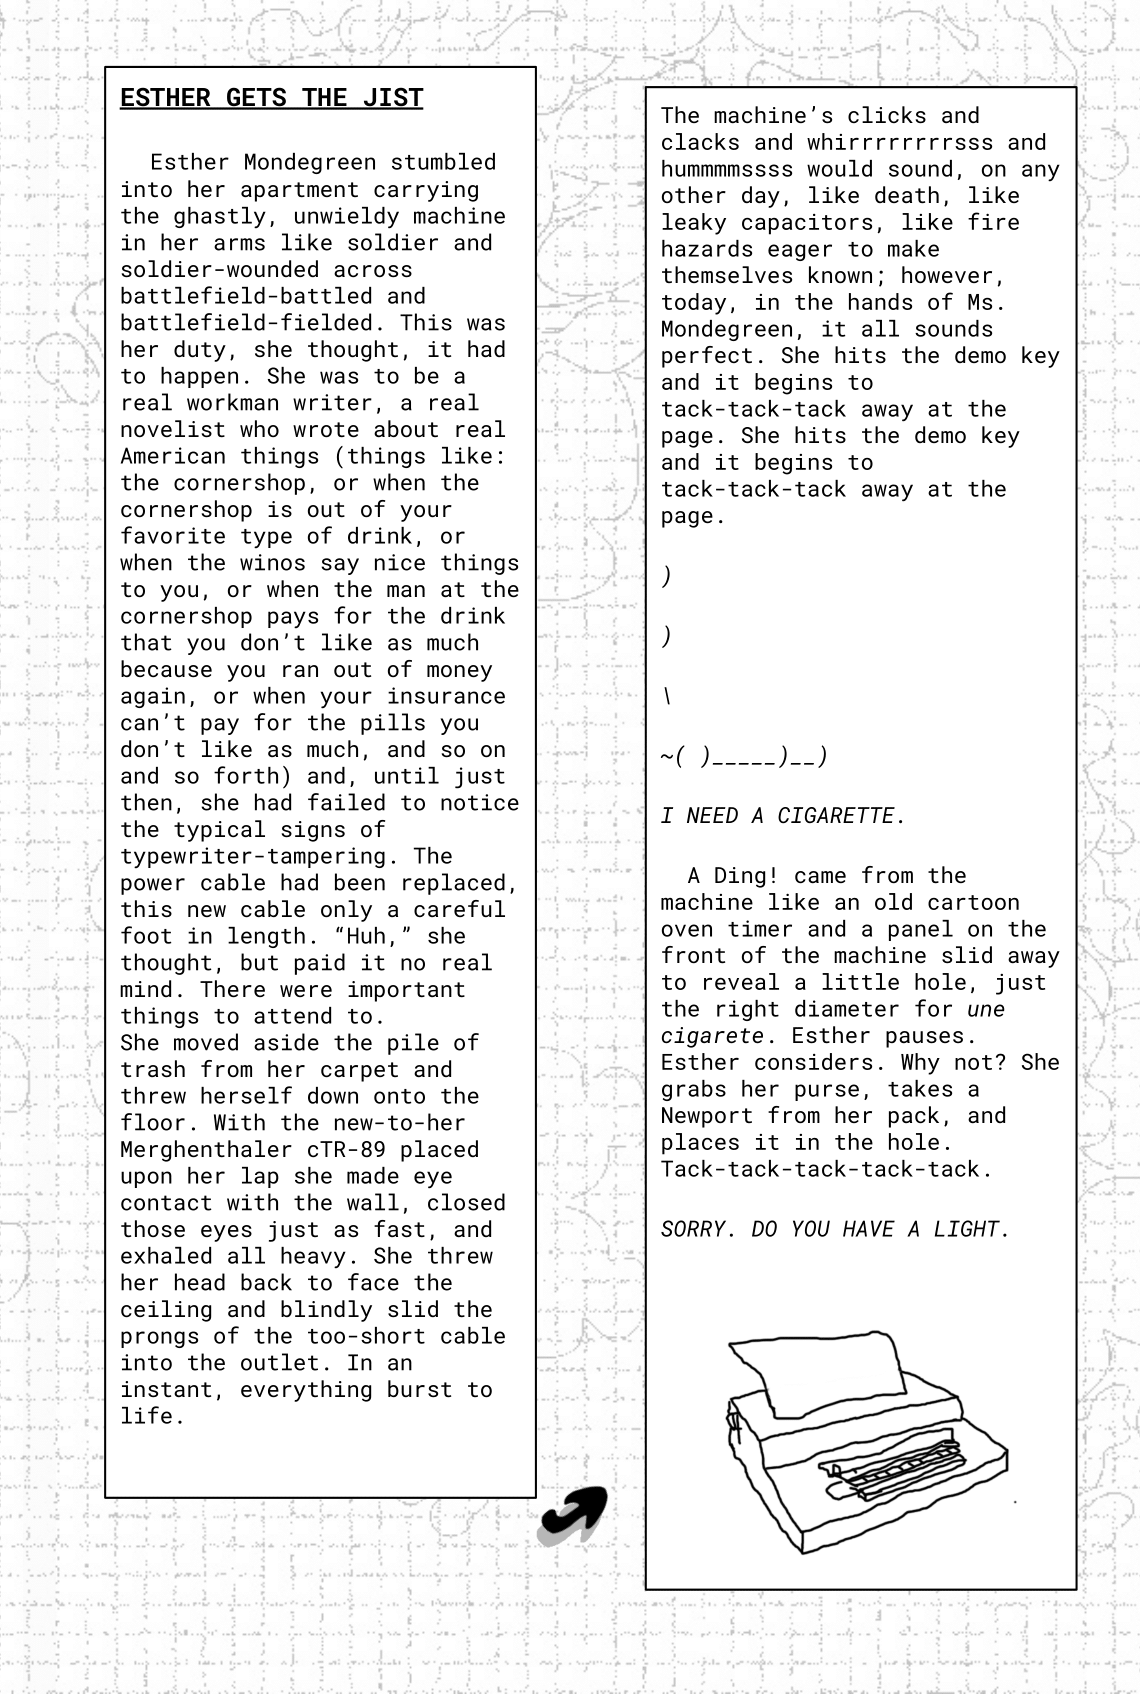 ESTHER GETS THE JIST
Esther Mondegreen stumbled
into her apartment carrying
the ghastly, unwieldy machine
in her arms like soldier and
soldier-wounded across
battlefield-battled and
battlefield-fielded. This was
her duty, she thought, it had
to happen. She was to be a
real workman writer, a real
novelist who wrote about real
American things (things like:
the cornershop, or when the
cornershop is out of your
favorite type of drink, or
when the winos say nice things
to you, or when the man at the
cornershop pays for the drink
that you don’t like as much
because you ran out of money
again, or when your insurance
can’t pay for the pills you
don’t like as much, and so on
and so forth) and, until just
then, she had failed to notice
the typical signs of
typewriter-tampering. The
power cable had been replaced,
this new cable only a careful
foot in length. “Huh,” she
thought, but paid it no real
mind. There were important
things to attend to.
She moved aside the pile of
trash from her carpet and
threw herself down onto the
floor. With the new-to-her
Merghenthaler cTR-89 placed
upon her lap she made eye
contact with the wall, closed
those eyes just as fast, and
exhaled all heavy. She threw
her head back to face the
ceiling and blindly slid the
prongs of the too-short cable
into the outlet. In an
instant, everything burst to
life.
The machine’s clicks and
clacks and whirrrrrrrrsss and
hummmmssss would sound, on any
other day, like death, like
leaky capacitors, like fire
hazards eager to make
themselves known; however,
today, in the hands of Ms.
Mondegreen, it all sounds
perfect. She hits the demo key
and it begins to
tack-tack-tack away at the
page. She hits the demo key
and it begins to
tack-tack-tack away at the
page.
)
)
\
~( )_____)__)
I NEED A CIGARETTE.
A Ding! came from the
machine like an old cartoon
oven timer and a panel on the
front of the machine slid away
to reveal a little hole, just
the right diameter for une
cigarete. Esther pauses.
Esther considers. Why not? She
grabs her purse, takes a
Newport from her pack, and
places it in the hole.
Tack-tack-tack-tack-tack.
SORRY. DO YOU HAVE A LIGHT.